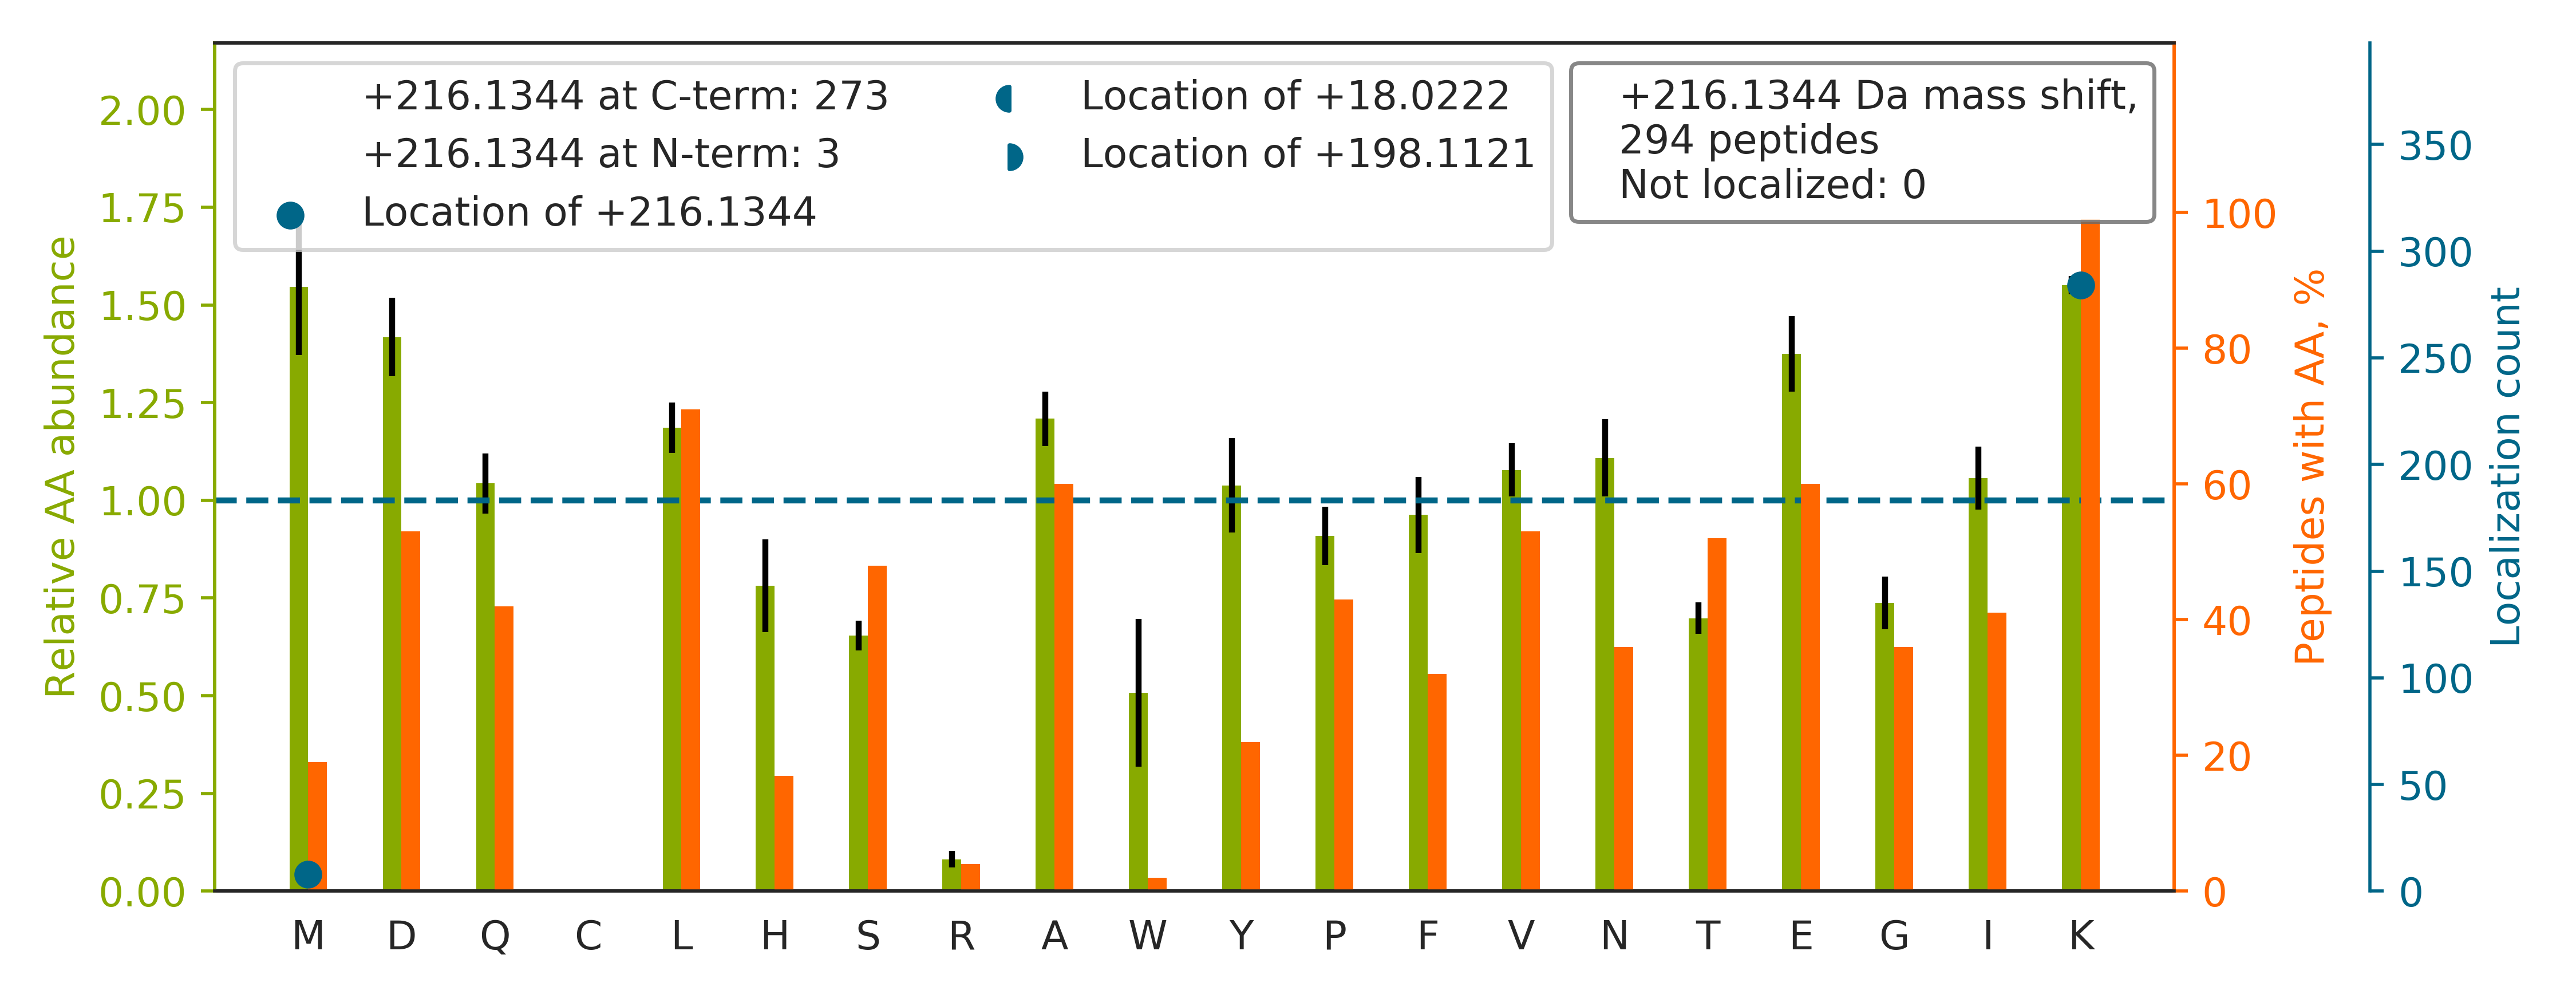 +216.1344 at C-term: 273
+216.1344 at N-term: 3
Location of +216.1344
Location of +18.0222
Location of +198.1121
+216.1344 Da mass shift,
294 peptides
Not localized: 0
Relative AA abundance
2.00
1.75
1.50
1.25
1.00
0.75
0.50
0.25
0.00
M D Q C L H S R A W Y P F V N T E G I K
100
80
60
40
20
0
Peptides with AA, %
350
300
250
200
150
100
50
0
Localization count